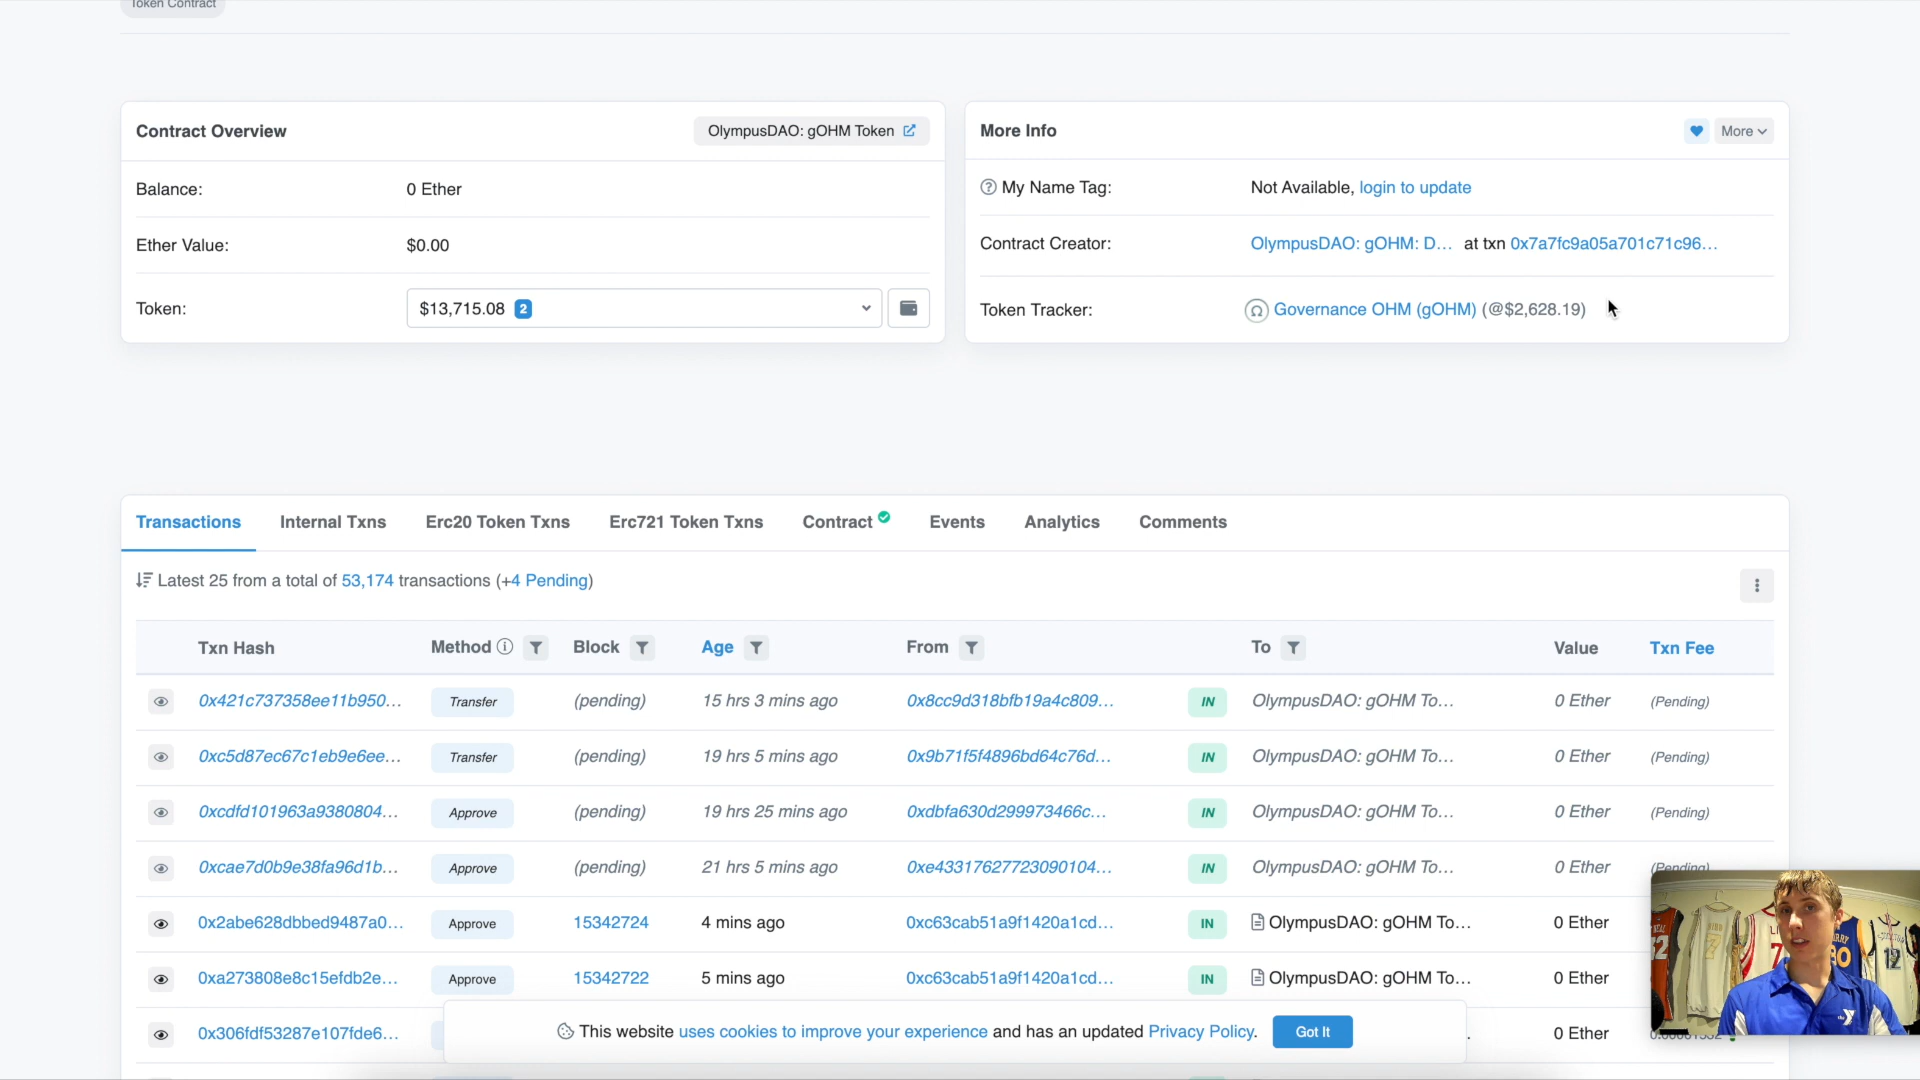 Token Contract
Contract Overview
OlympusDAO: gOHM Token
More Info
More
Balance:
0 Ether
My Name Tag:
Not Available, login to update
Ether Value:
$0.00
Contract Creator:
OlympusDAO: gOHM: D... at txn 0x7a7fc9a05a701c71c96...
Token:
$13,715.08 2
Token Tracker:
Governance OHM (gOHM) (@$2,628.19)
Transactions Internal Txns Erc20 Token Txns Erc721 Token Txns Contract Events Analytics Comments
Latest 25 from a total of 53,174 transactions (+4 Pending)
Txn Hash Method Block Age From To Value Txn Fee
0x421c737358ee11b950... Transfer (pending) 15 hrs 3 mins ago 0x8cc9d318bfb19a4c809... IN OlympusDAO: gOHM To... 0 Ether (Pending)
0xc5d87ec67c1eb9e6ee... Transfer (pending) 19 hrs 5 mins ago 0x9b71f5f4896bd64c76d... IN OlympusDAO: gOHM To... 0 Ether (Pending)
0xcdfd101963a9380804... Approve (pending) 19 hrs 25 mins ago 0xdbfa630d299973466c... IN OlympusDAO: gOHM To... 0 Ether (Pending)
0xcae7d0b9e38fa96d1b... Approve (pending) 21 hrs 5 mins ago 0xe43317627723090104... IN OlympusDAO: gOHM To... 0 Ether (Pending)
0x2abe628dbbed9487a0... Approve 15342724 4 mins ago 0xc63cab51a9f1420a1cd... IN OlympusDAO: gOHM To... 0 Ether
0xa273808e8c15efdb2e... Approve 15342722 5 mins ago 0xc63cab51a9f1420a1cd... IN OlympusDAO: gOHM To... 0 Ether
0x306fdf53287e107fde6... 0 Ether
This website uses cookies to improve your experience and has an updated Privacy Policy. Got It